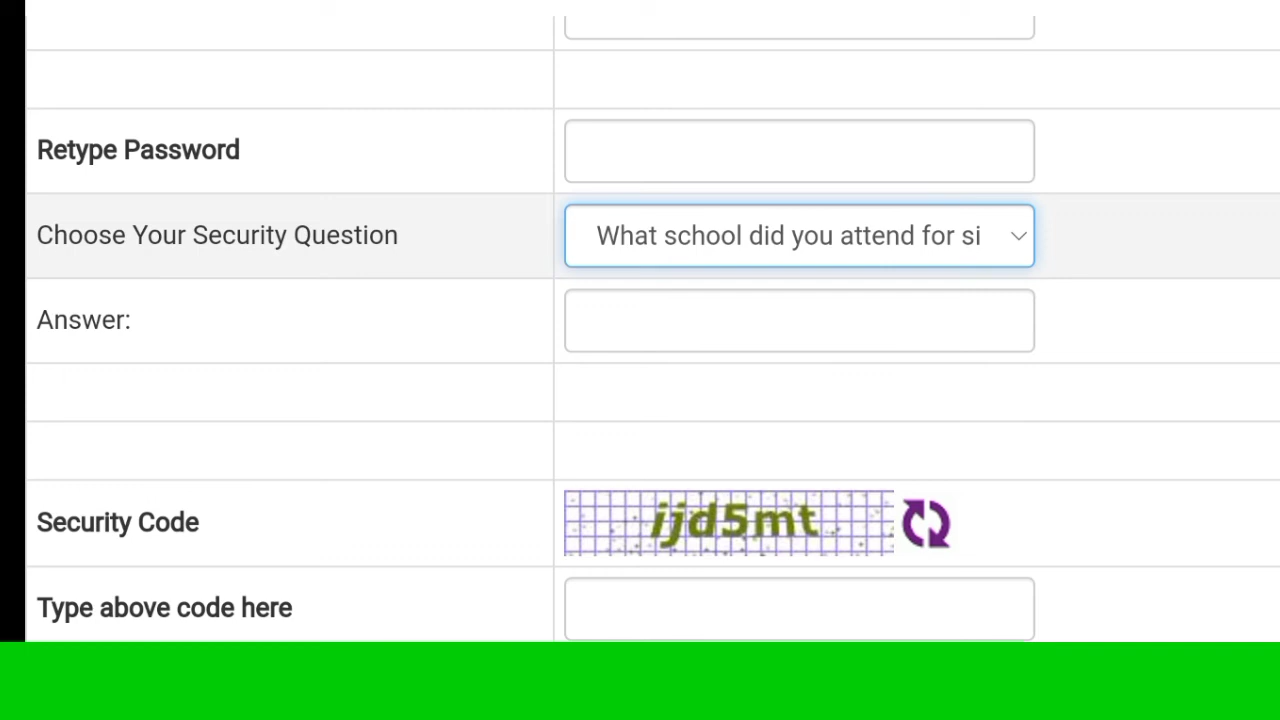 Retype Password
Choose Your Security Question
What school did you attend for si
Answer:
Security Code
ijd5mt
Type above code here